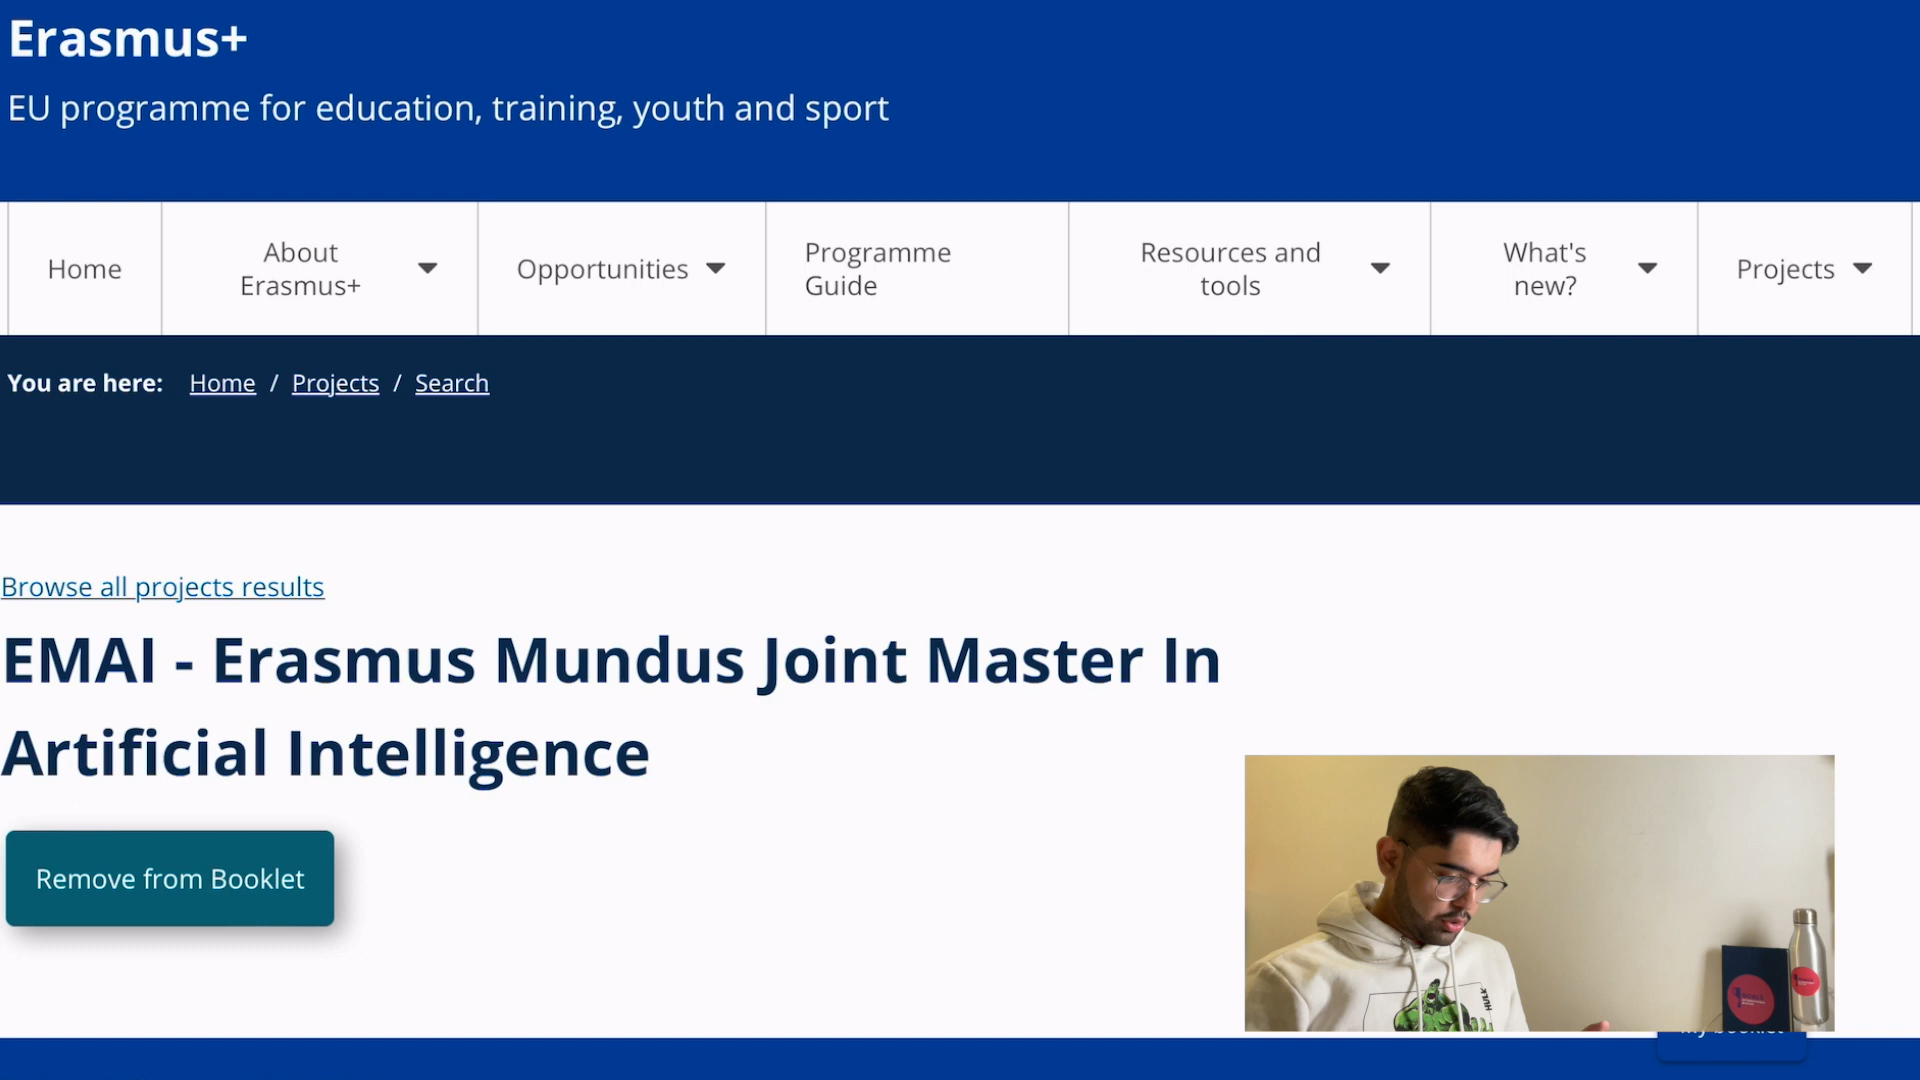 Erasmus+
EU programme for education, training, youth and sport
Home
About
Erasmus+
Opportunities
Programme
Guide
Resources and
tools
What's
new?
Projects
You are here: Home / Projects / Search
Browse all projects results
EMAI - Erasmus Mundus Joint Master In
Artificial Intelligence
Remove from Booklet
HULK